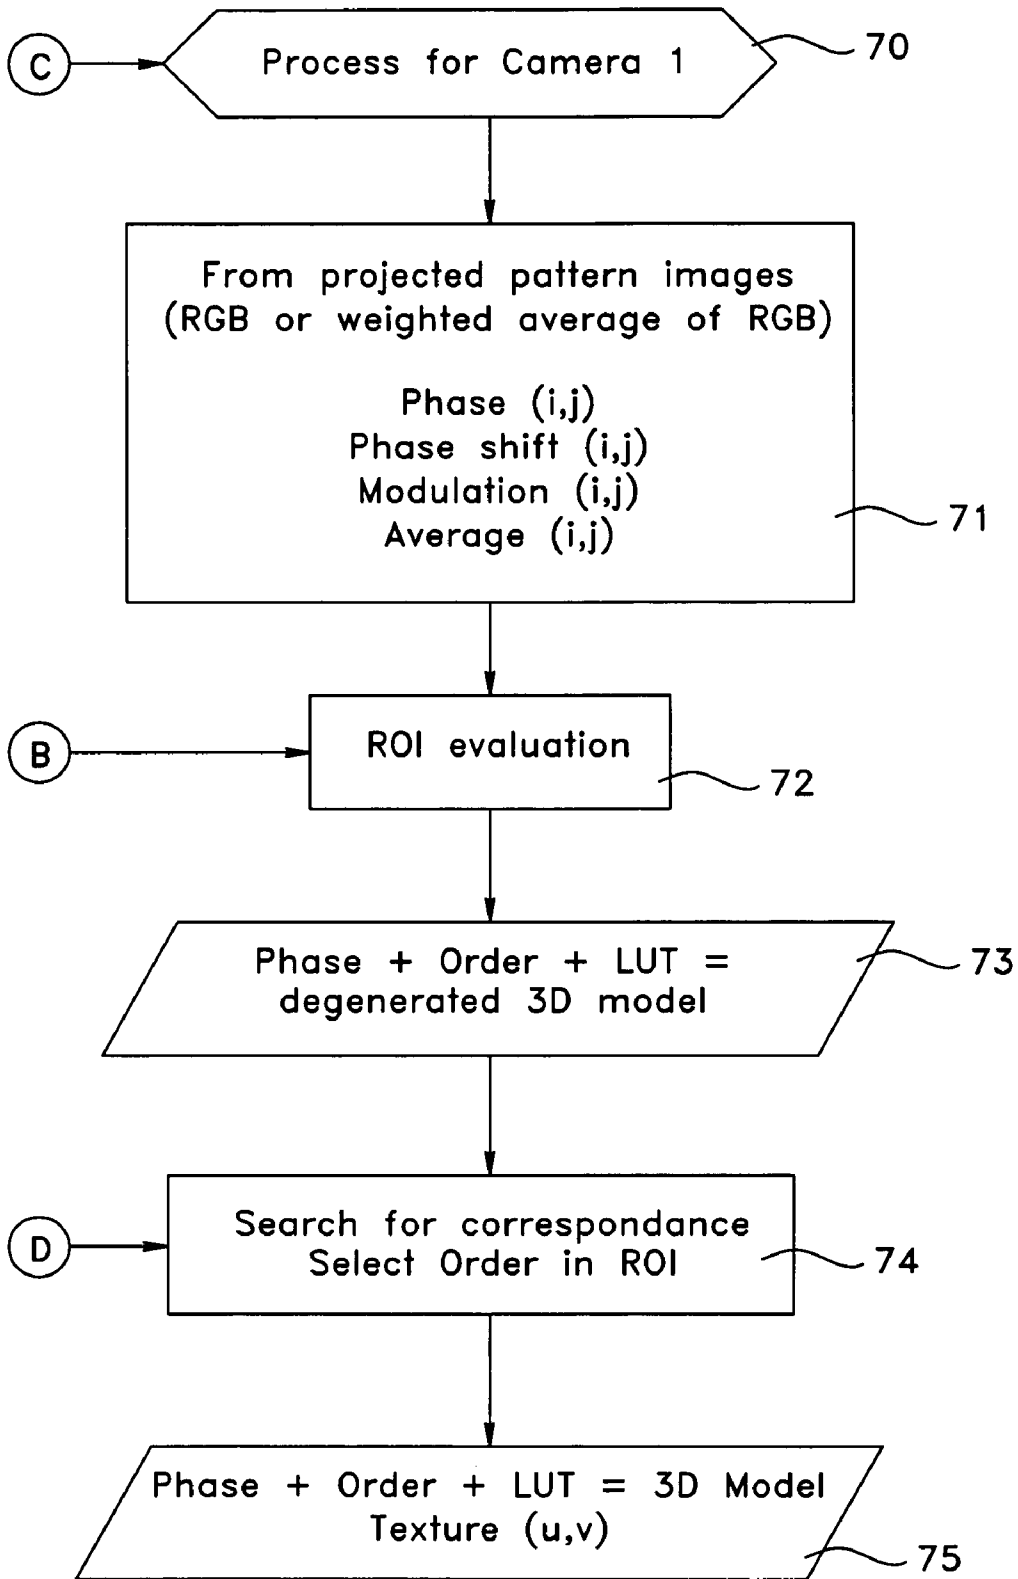 C
Process for Camera 1
70
From projected pattern images
(RGB or weighted average of RGB)
Phase (i,j)
Phase shift (i,j)
Modulation (i,j)
Average (i,j)
71
B
ROI evaluation
72
Phase + Order + LUT =
degenerated 3D model
73
D
Search for correspondance
Select Order in ROI
74
Phase + Order + LUT = 3D Model
Texture (u,v)
75